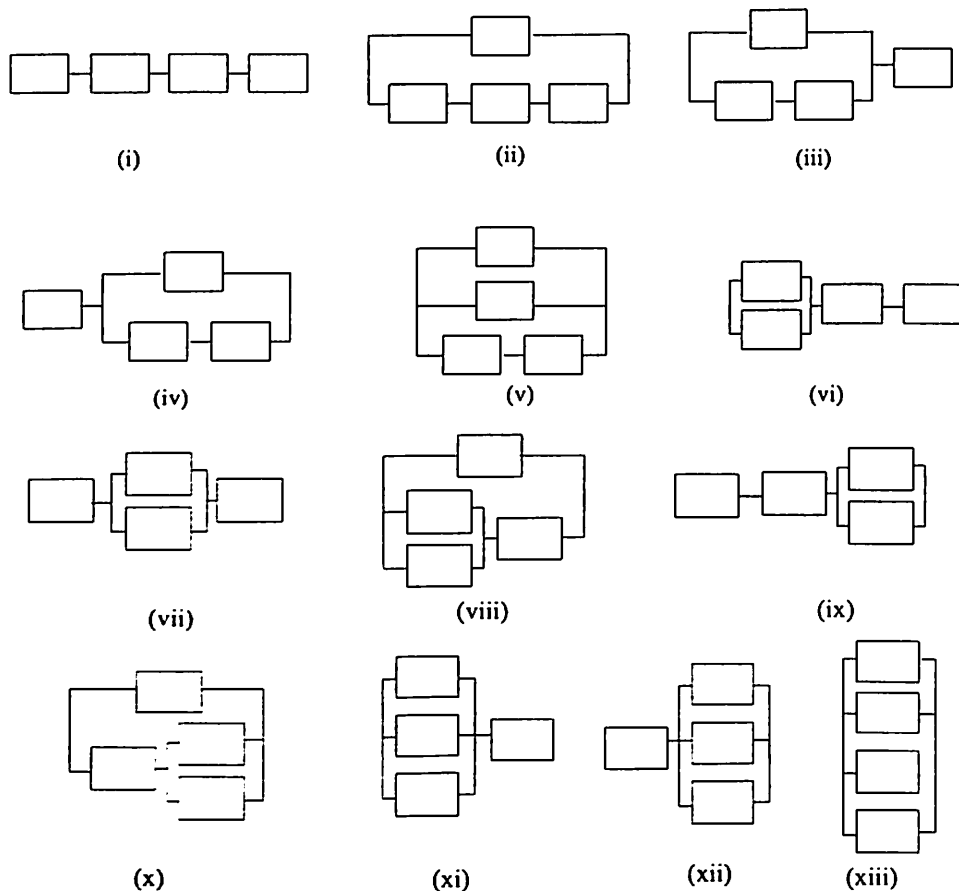 (i)
(ii)
(iii)
(iv)
(v)
(vi)
(vii)
(viii)
(ix)
(x)
(xi)
(xii)
(xiii)